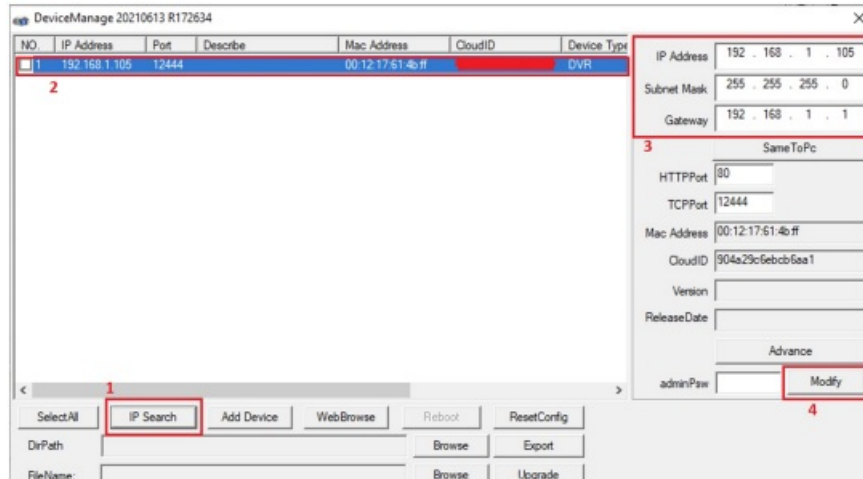 DeviceManage 20210613 R172634
NO. IP Address Port Describe Mac Address CloudID Device Type
1 192.168.1.105 12444 00:12:17:61:4b:ff DVR
2
IP Address 192 . 168 . 1 . 105
Subnet Mask 255 . 255 . 255 . 0
Gateway 192 . 168 . 1 . 1
3
SameToPc
HTTPPort 80
TCPPort 12444
Mac Address 00:12:17:61:4b:ff
CloudID 904a29c6ebcb6aa1
Version
ReleaseDate
Advance
adminPsw Modify
4
1
SelectAll IP Search Add Device WebBrowse Reboot ResetConfig
DirPath Browse Export
FileName: Browse Upgrade